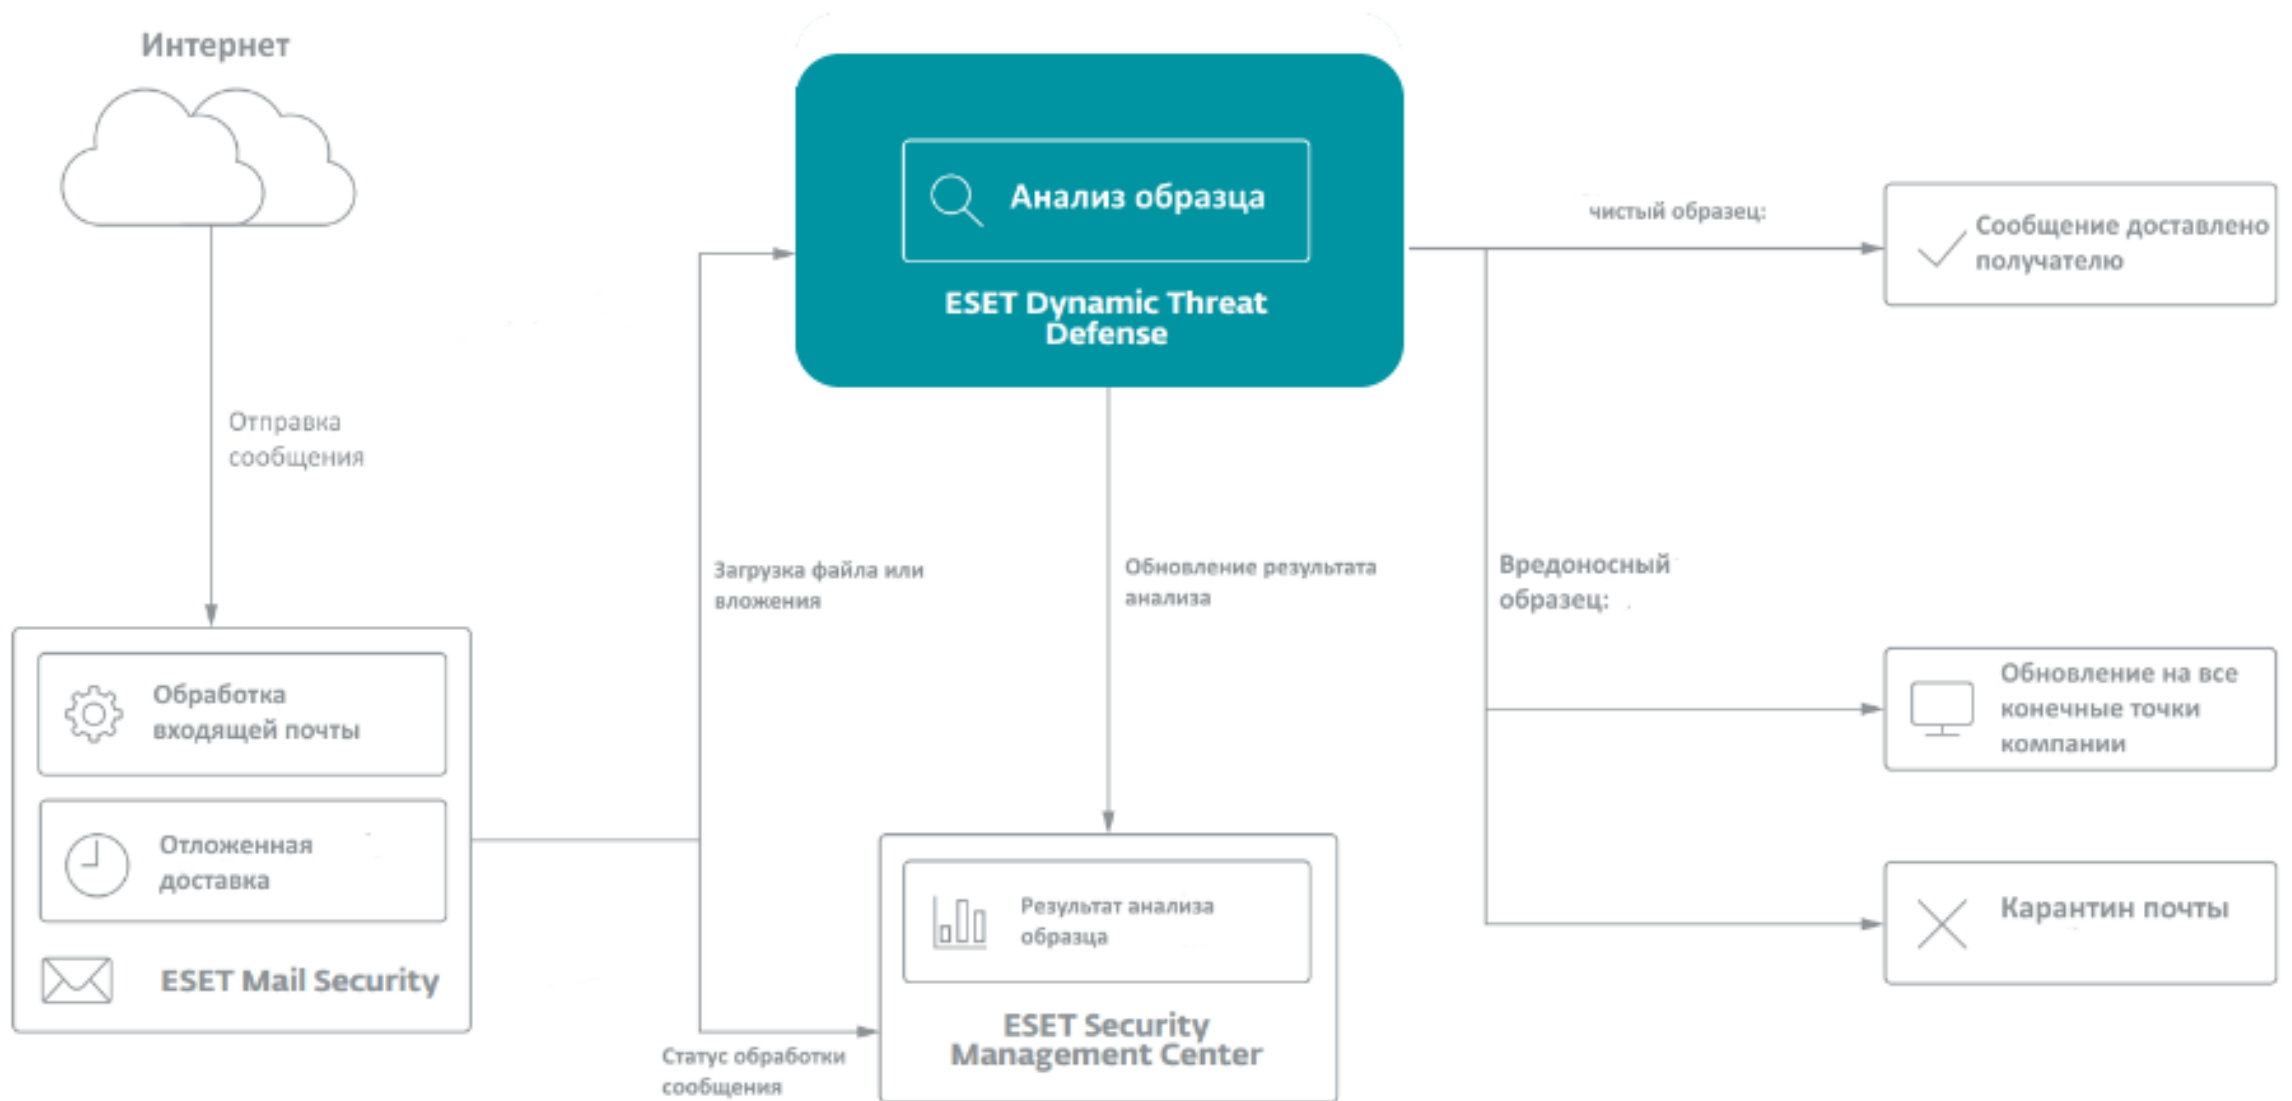 Интернет
Отправка
сообщения
Обработка
входящей почты
Отложенная
доставка
ESET Mail Security
Загрузка файла или
вложения
Статус обработки
сообщения
Анализ образца
ESET Dynamic Threat
Defense
Обновление результата
анализа
Результат анализа
образца
ESET Security
Management Center
чистый образец:
Сообщение доставлено
получателю
Вредоносный
образец:
Обновление на все
конечные точки
компании
Карантин почты